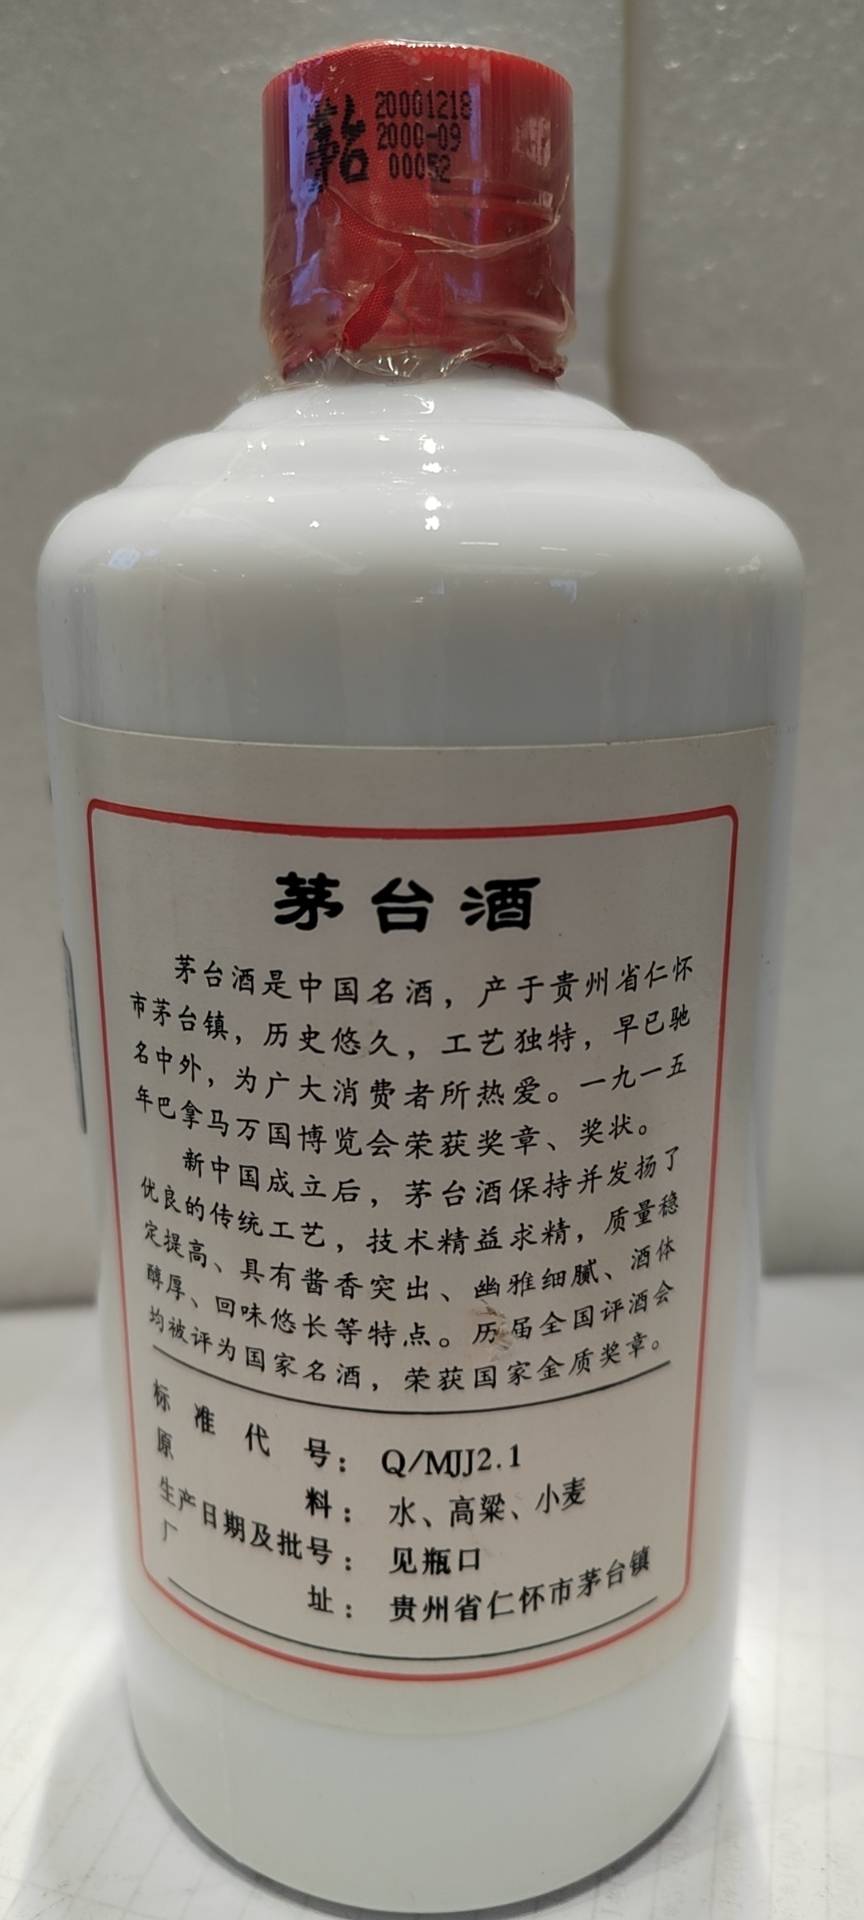 茅台
20001218
2000-09
00052
茅台酒
茅台酒是中国名酒，产于贵州省仁怀
市茅台镇，历史悠久，工艺独特，早已驰
名中外，为广大消费者所热爱。一九一五
年巴拿马万国博览会荣获奖章、奖状。
新中国成立后，茅台酒保持并发扬了
优良的传统工艺，技术精益求精，质量稳
定提高、具有酱香突出、幽雅细腻、酒体
醇厚、回味悠长等特点。历届全国评酒会
均被评为国家名酒，荣获国家金质奖章。
标准代号：Q/MJJ2.1
原料：水、高粱、小麦
生产日期及批号：见瓶口
厂址：贵州省仁怀市茅台镇